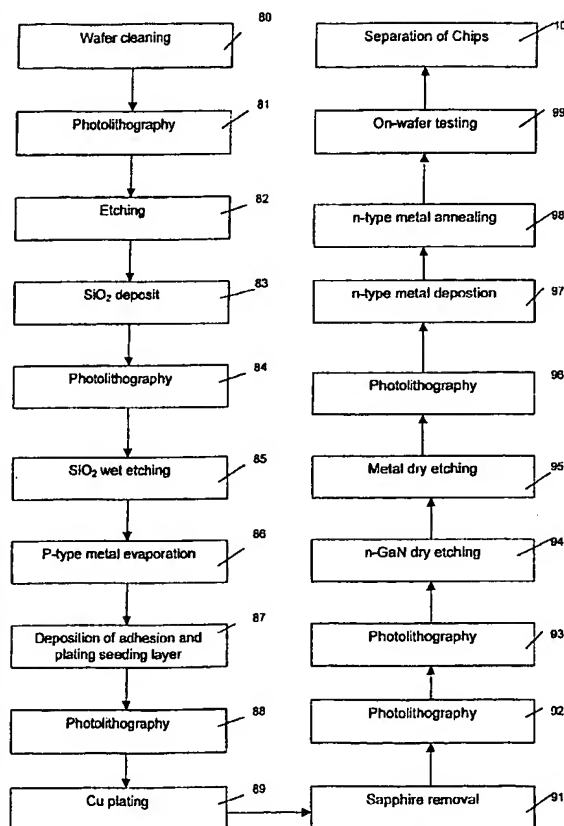 Wafer cleaning
80
Photolithography
81
Etching
82
SiO₂ deposit
83
Photolithography
84
SiO₂ wet etching
85
P-type metal evaporation
86
Deposition of adhesion and
plating seeding layer
87
Photolithography
88
Cu plating
89
Sapphire removal
91
Photolithography
92
Photolithography
93
n-GaN dry etching
94
Metal dry etching
95
Photolithography
96
n-type metal depostion
97
n-type metal annealing
98
On-wafer testing
99
Separation of Chips
10